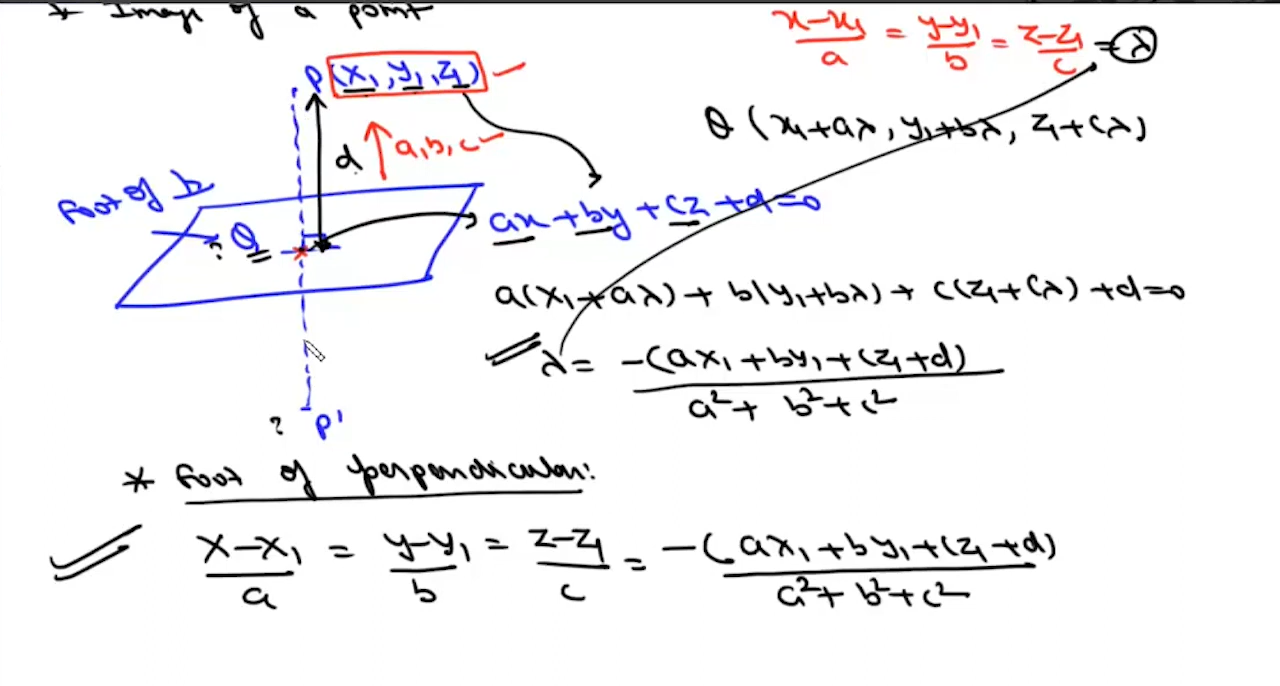 * Image of a point
x-x₁/a = y-y₁/b = z-z₁/c = λ
P (x₁, y₁, z₁)
Q (x₁+aλ, y₁+bλ, z₁+cλ)
d
a,b,c
Foot of b
? Q
ax + by + cz + d = 0
a(x₁+aλ) + b(y₁+bλ) + c(z₁+cλ) + d = 0
λ = -(ax₁+by₁+cz₁+d)/a²+b²+c²
? P'
* Foot of perpendicular:
x-x₁/a = y-y₁/b = z-z₁/c = -(ax₁+by₁+cz₁+d)/a²+b²+c²